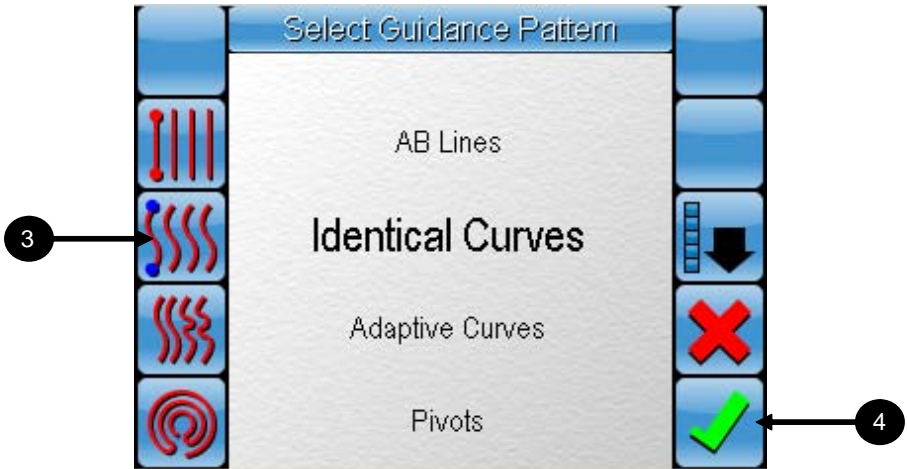 Select Guidance Pattern
AB Lines
3
Identical Curves
Adaptive Curves
Pivots
4